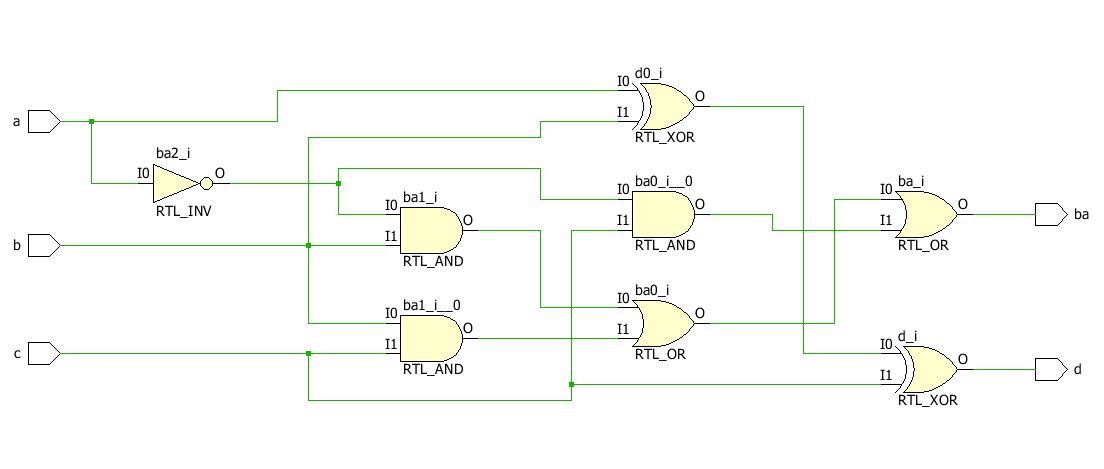 d0_i
I0
O
a
I1
RTL_XOR
ba2_i
I0
O
RTL_INV
ba0_i__0
I0
O
I1
RTL_AND
ba1_i
I0
O
I1
RTL_AND
ba_i
I0
O
I1
RTL_OR
ba
b
ba1_i__0
I0
O
I1
RTL_AND
ba0_i
I0
O
I1
RTL_OR
c
d_i
I0
O
I1
RTL_XOR
d